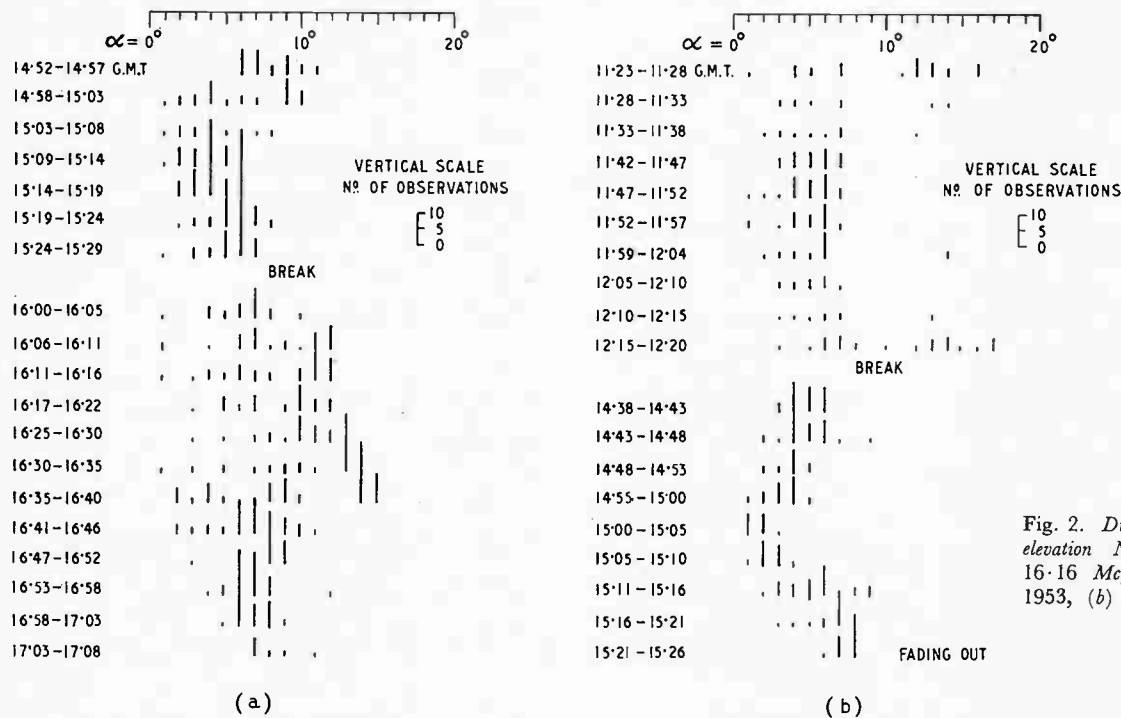 0° 10° 20°
α =
14·52–14·57 G.M.T
14·58–15·03
15·03–15·08
15·09–15·14
15·14–15·19
15·19–15·24
15·24–15·29
VERTICAL SCALE
Nº OF OBSERVATIONS
10
5
0
BREAK
16·00–16·05
16·06–16·11
16·11–16·16
16·17–16·22
16·25–16·30
16·30–16·35
16·35–16·40
16·41–16·46
16·47–16·52
16·53–16·58
16·58–17·03
17·03–17·08
(a)
0° 10° 20°
α =
11·23–11·28 G.M.T.
11·28–11·33
11·33–11·38
11·42–11·47
11·47–11·52
11·52–11·57
11·59–12·04
12·05–12·10
12·10–12·15
12·15–12·20
VERTICAL SCALE
Nº OF OBSERVATIONS
10
5
0
BREAK
14·38–14·43
14·43–14·48
14·48–14·53
14·55–15·00
15·00–15·05
15·05–15·10
15·11–15·16
15·16–15·21
15·21–15·26
FADING OUT
(b)
Fig. 2.
elevation
16·16
1953, (b)